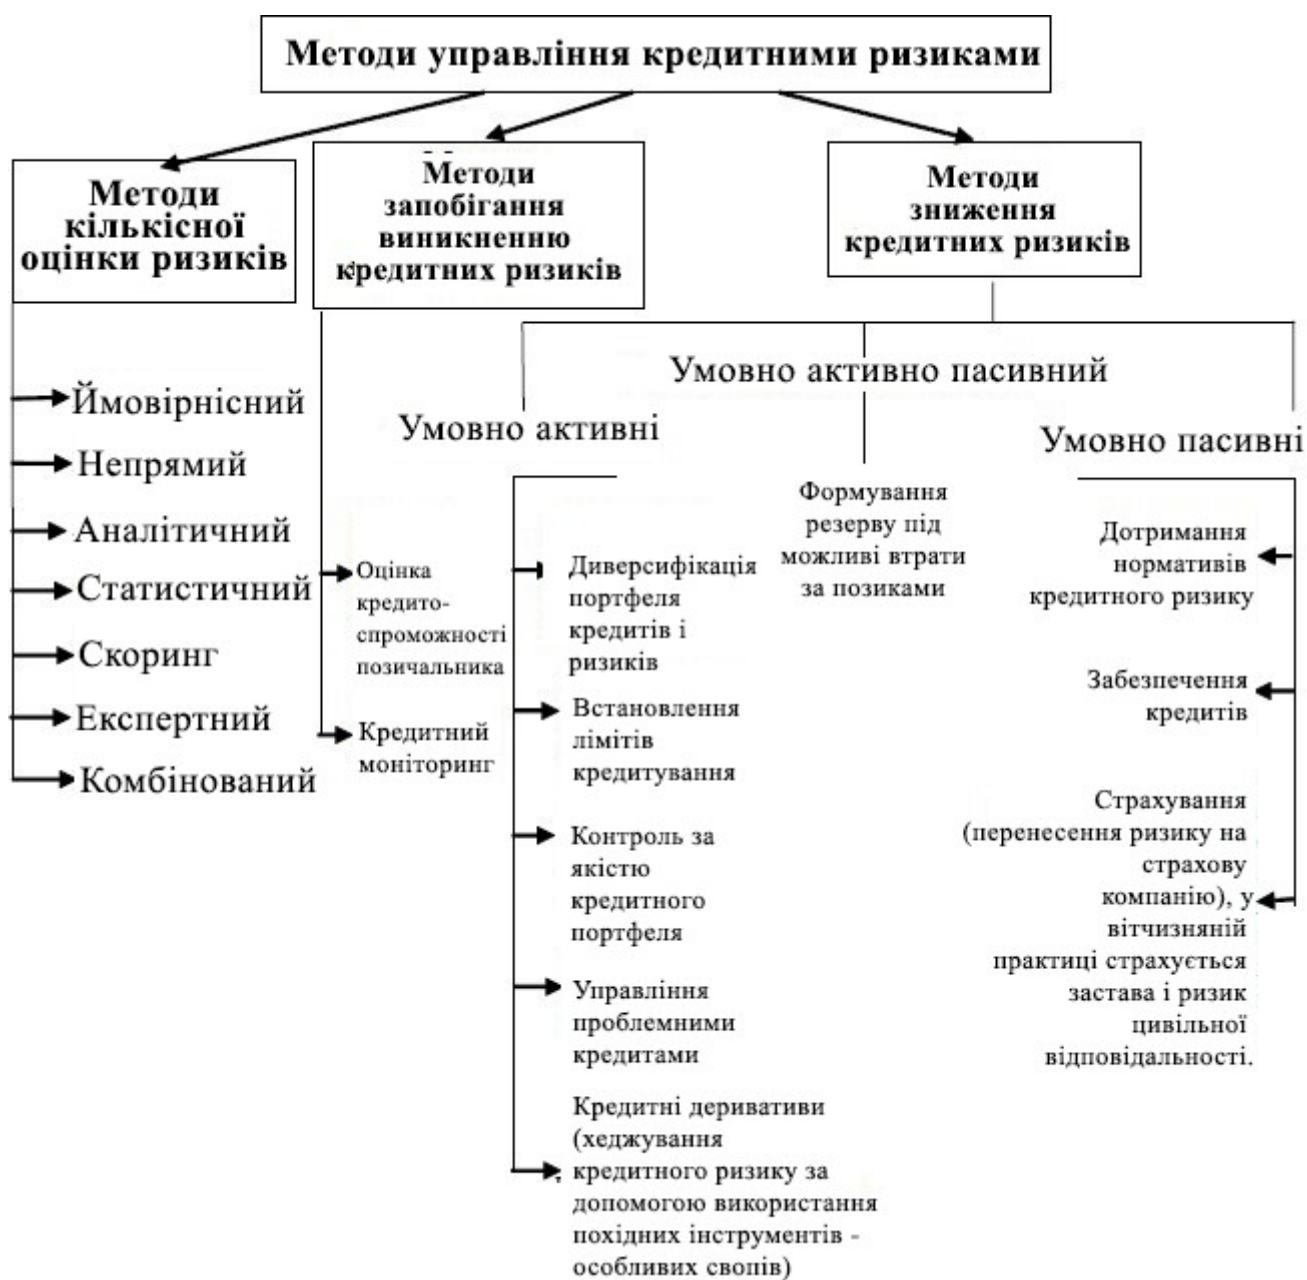 Методи управління кредитними ризиками
Методи
кількісної
оцінки ризиків
Ймовірнісний
Непрямий
Аналітичний
Статистичний
Скоринг
Експертний
Комбінований
Методи
запобігання
виникненню
кредитних ризиків
Оцінка
кредито-
спроможності
позичальника
Кредитний
моніторинг
Методи
зниження
кредитних ризиків
Умовно активні
Диверсифікація
портфеля
кредитів і
ризиків
Встановлення
лімітів
кредитування
Контроль за
якістю
кредитного
портфеля
Управління
проблемними
кредитами
Кредитні деривативи
(хеджування
кредитного ризику за
допомогою використання
похідних інструментів -
особливих свопів)
Умовно активно пасивний
Формування
резерву під
можливі втрати
за позиками
Умовно пасивні
Дотримання
нормативів
кредитного ризику
Забезпечення
кредитів
Страхування
(перенесення ризику на
страхову
компанію), у
вітчизняній
практиці страхується
застава і ризик
цивільної
відповідальності.